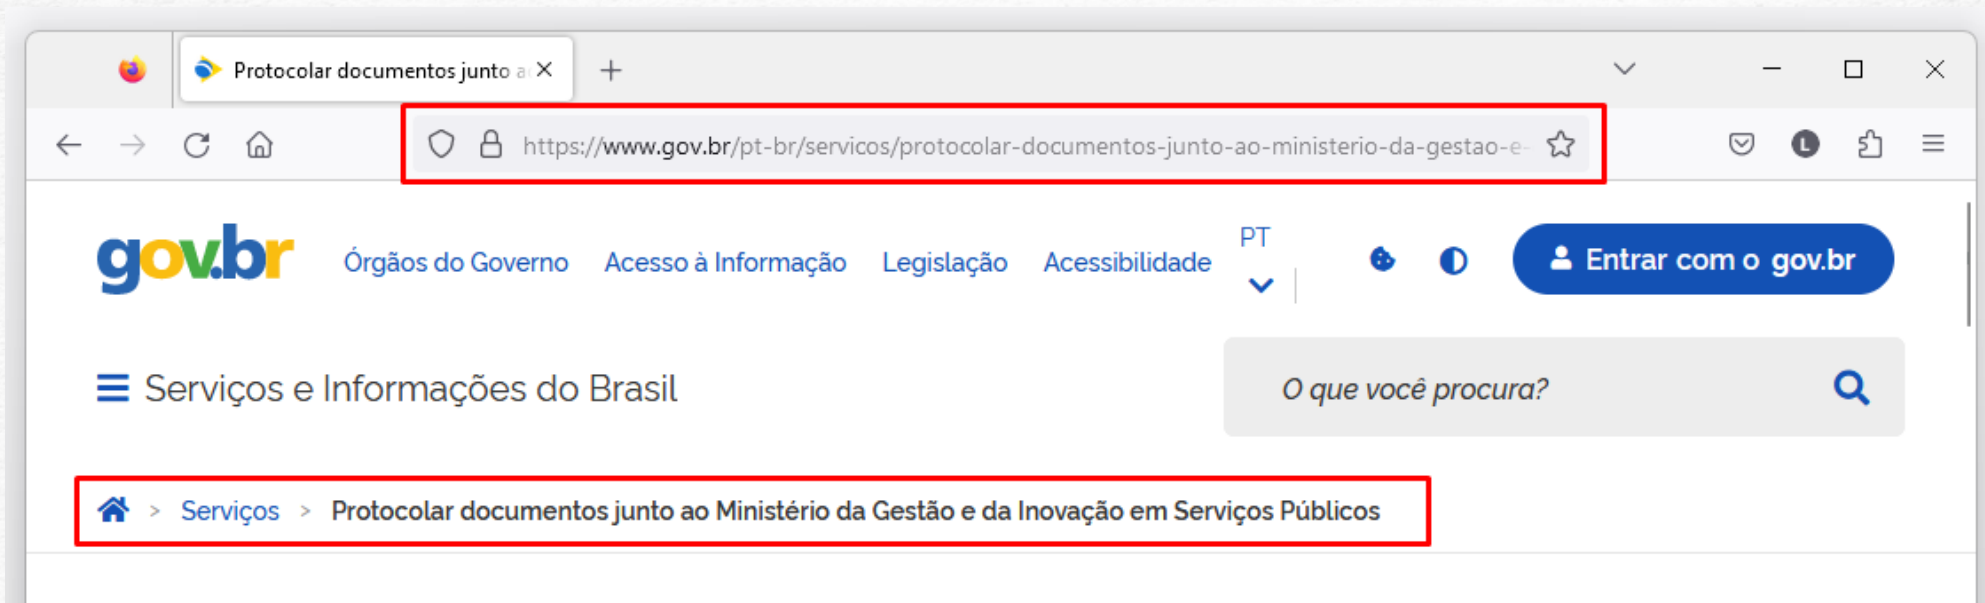 Protocolar documentos junto a
https://www.gov.br/pt-br/servicos/protocolar-documentos-junto-ao-ministerio-da-gestao-e-
L
gov.br
Órgãos do Governo
Acesso à Informação
Legislação
Acessibilidade
PT
Entrar com o gov.br
Serviços e Informações do Brasil
O que você procura?
> Serviços > Protocolar documentos junto ao Ministério da Gestão e da Inovação em Serviços Públicos